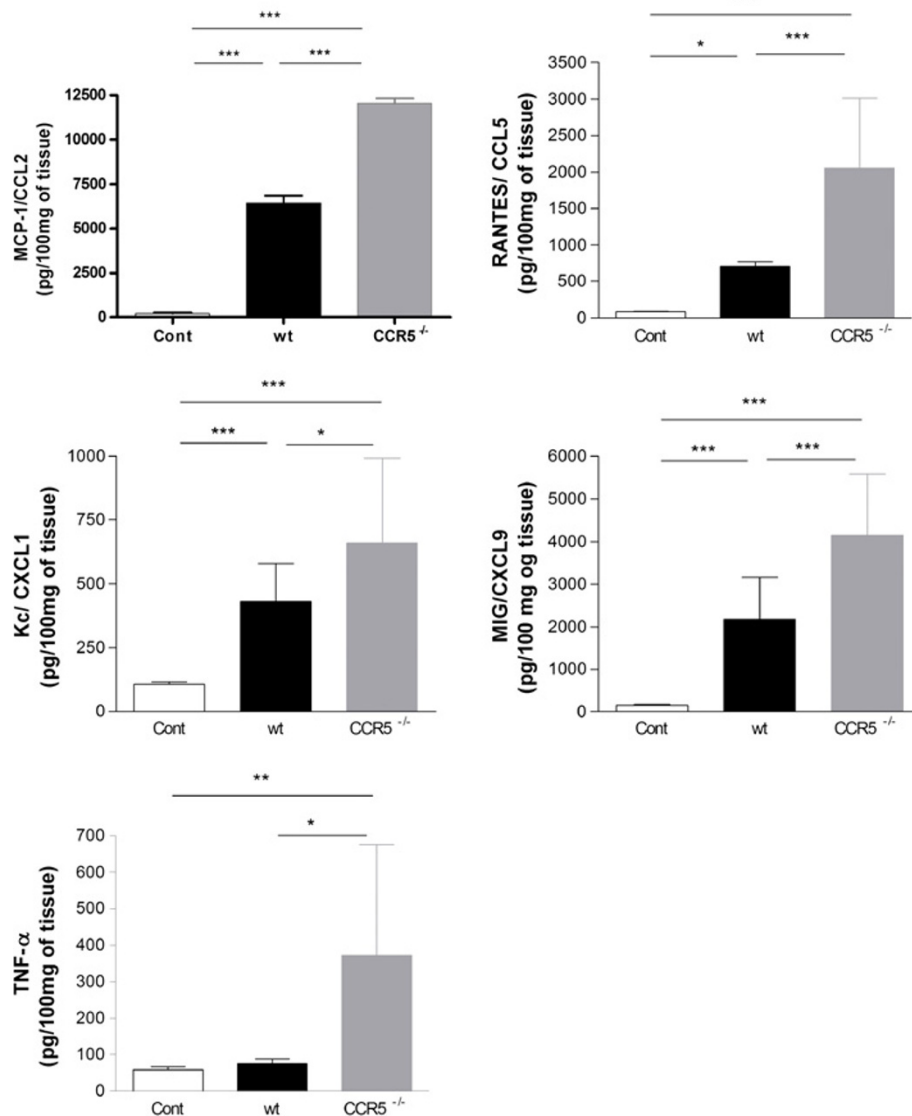 ***
*** ***
MCP-1/CCL2
(pg/100mg of tissue)
12500
10000
7500
5000
2500
0
Cont wt CCR5 -/-
* ***
RANTES/ CCL5
(pg/100mg of tissue)
3500
3000
2500
2000
1500
1000
500
0
Cont wt CCR5 -/-
***
*** *
Kc/ CXCL1
(pg/100mg of tissue)
1000
750
500
250
0
Cont wt CCR5 -/-
***
*** ***
MIG/CXCL9
(pg/100 mg og tissue)
6000
5000
4000
3000
2000
1000
0
Cont wt CCR5 -/-
**
*
TNF-α
(pg/100mg of tissue)
700
600
500
400
300
200
100
0
Cont wt CCR5 -/-